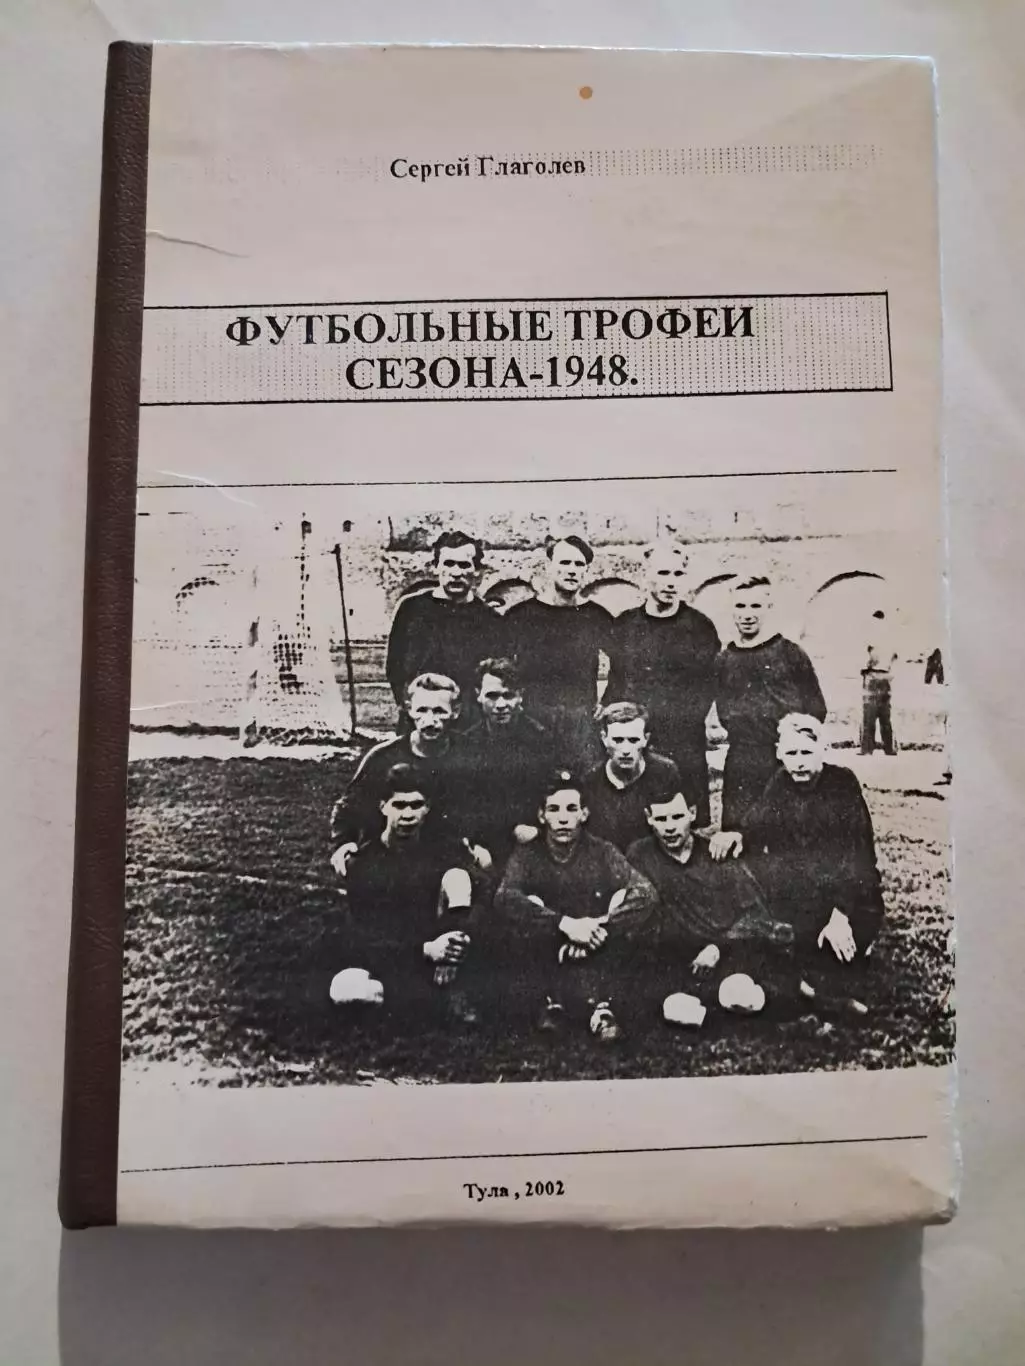 Сергей Глаголев
ФУТБОЛЬНЫЕ ТРОФЕИ
СЕЗОНА-1948.
Тула , 2002